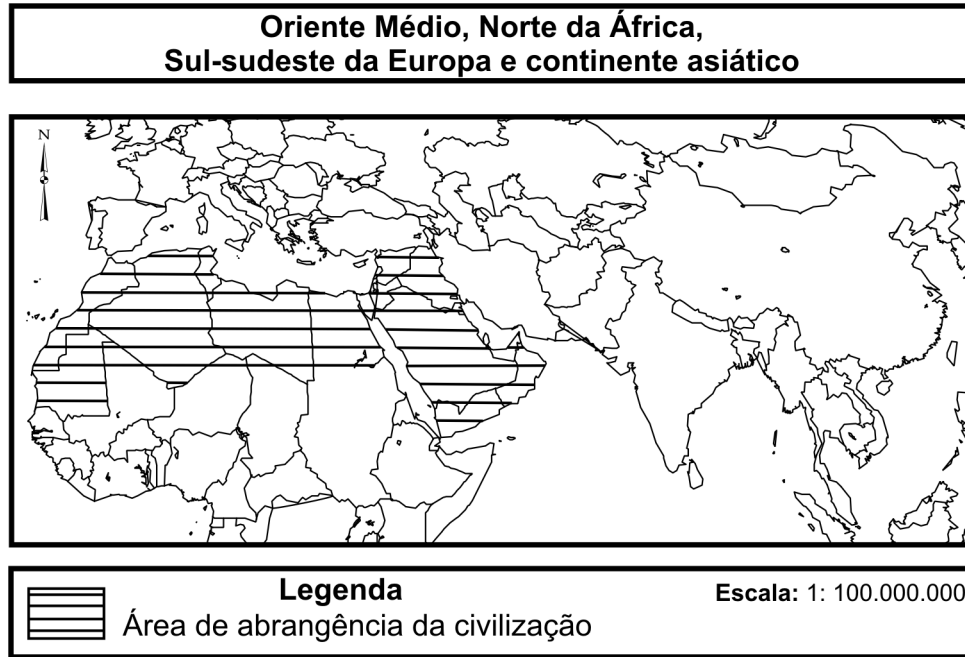 Oriente Médio, Norte da África,
Sul-sudeste da Europa e continente asiático
N
Legenda
Escala: 1: 100.000.000
Área de abrangência da civilização